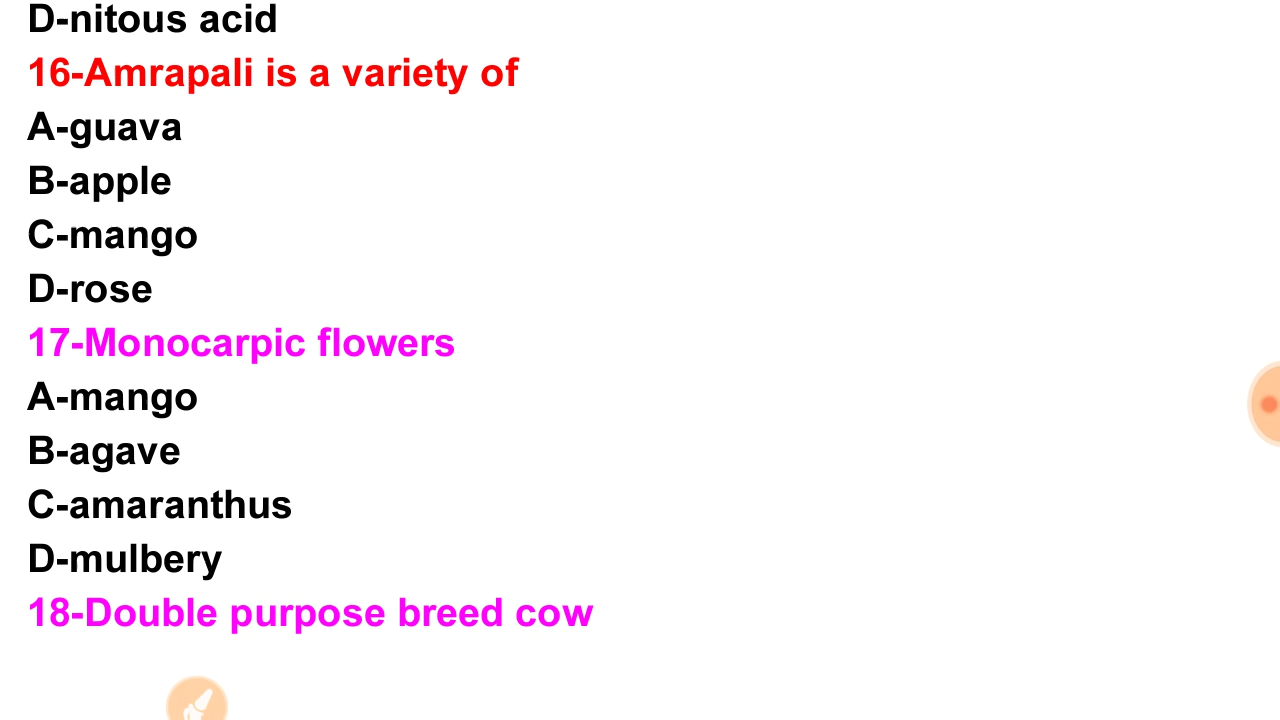 D-nitous acid
16-Amrapali is a variety of
A-guava
B-apple
C-mango
D-rose
17-Monocarpic flowers
A-mango
B-agave
C-amaranthus
D-mulbery
18-Double purpose breed cow